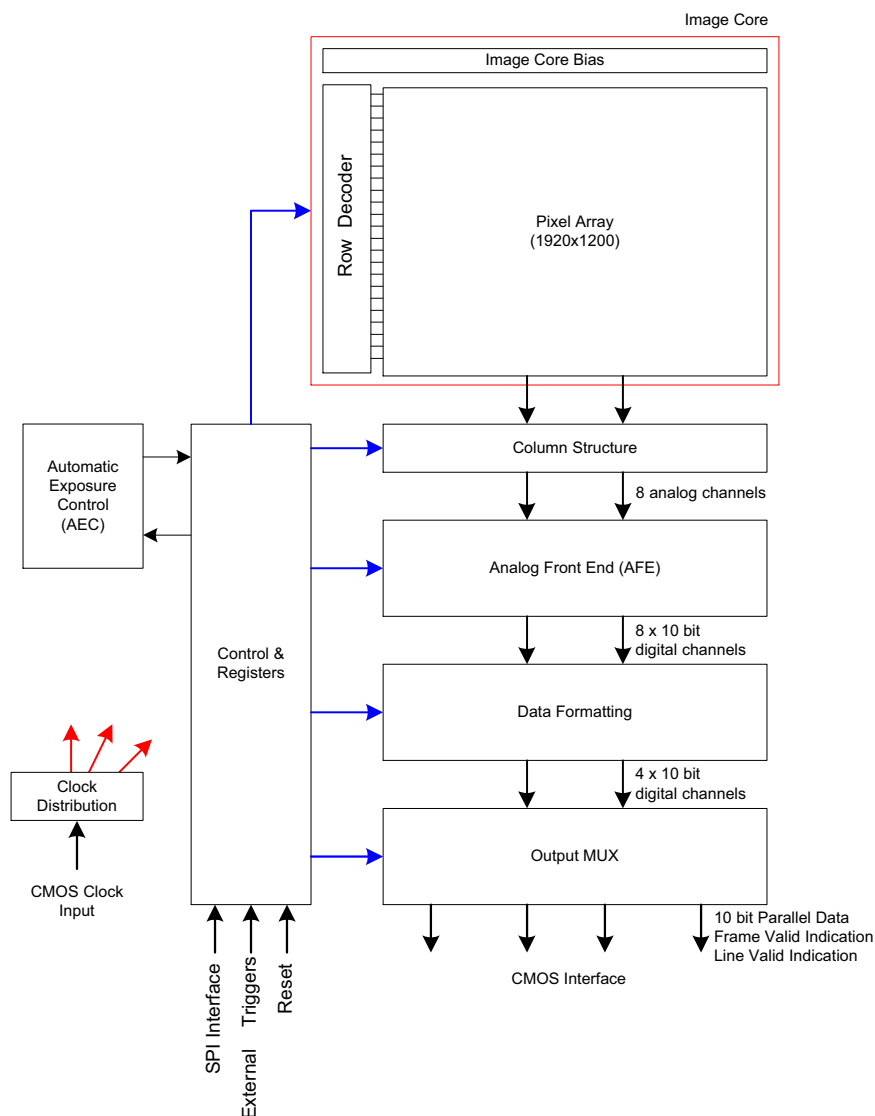 Image Core
Image Core Bias
Row Decoder
Pixel Array
(1920x1200)
Automatic
Exposure
Control
(AEC)
Column Structure
8 analog channels
Analog Front End (AFE)
8 x 10 bit
digital channels
Control &
Registers
Data Formatting
4 x 10 bit
digital channels
Clock
Distribution
Output MUX
CMOS Clock
Input
10 bit Parallel Data
Frame Valid Indication
Line Valid Indication
CMOS Interface
SPI Interface
External Triggers
Reset